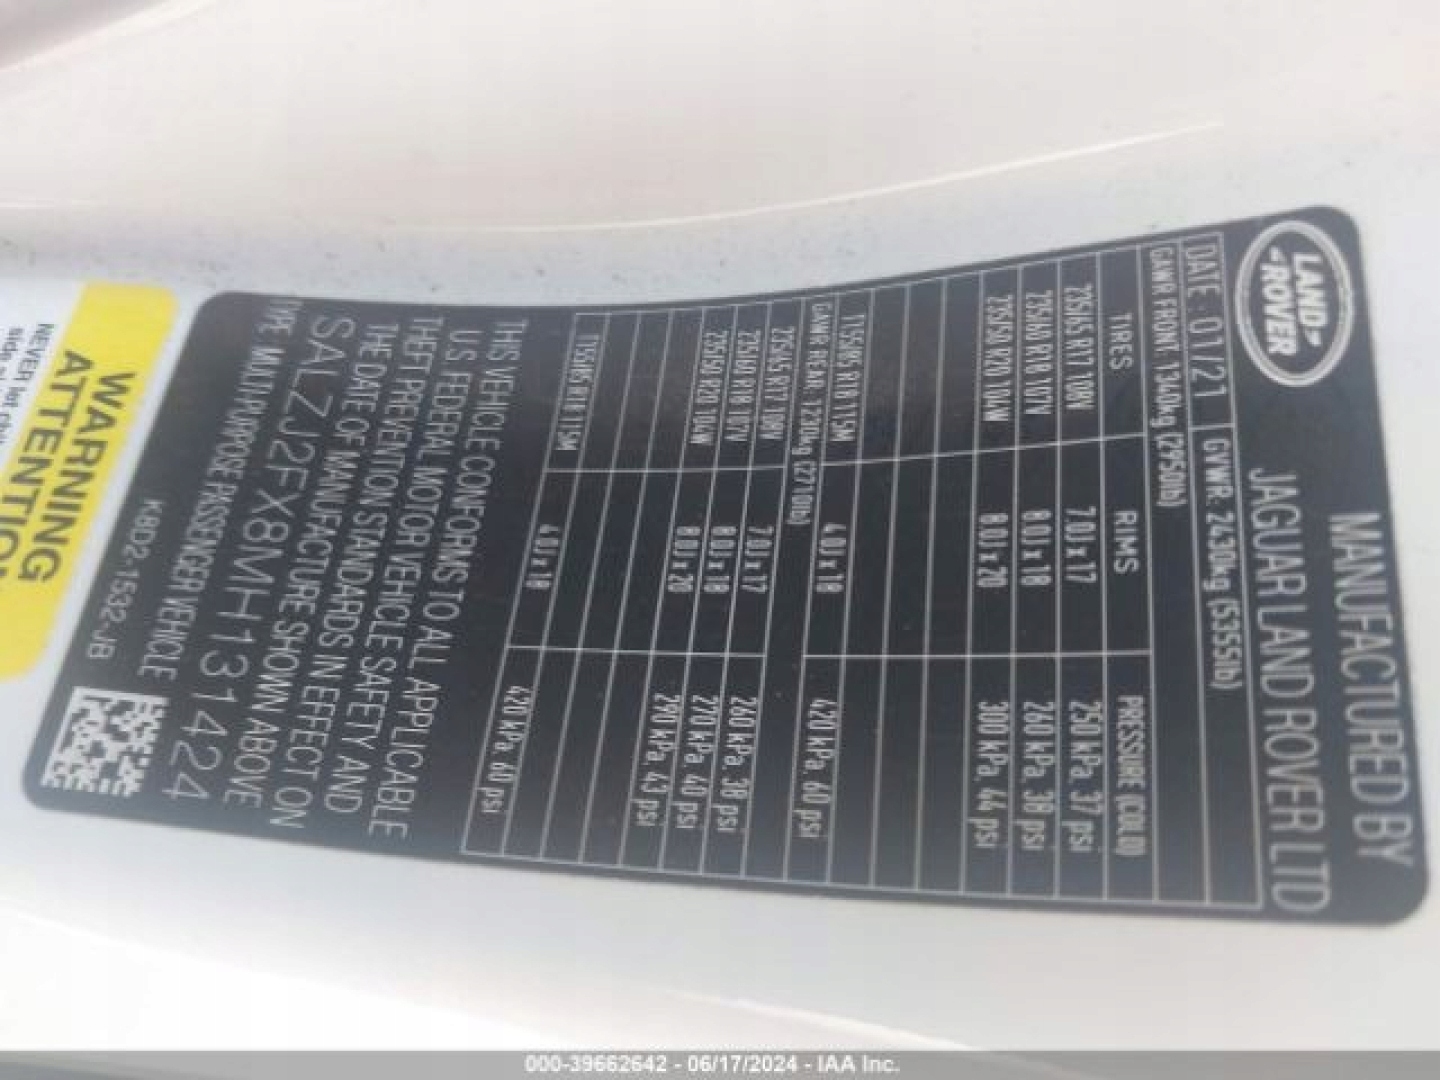 LAND ROVER
MANUFACTURED BY
JAGUAR LAND ROVER LTD
DATE: 01/21 GVWR: 2430kg (5355lb)
GAWR FRONT: 1340kg (2950lb)
TIRES RIMS PRESSURE (COLD)
235/65 R17 108V 7.0J x 17 250 kPa, 37 psi
235/60 R18 107V 8.0J x 18 260 kPa, 38 psi
235/50 R20 104W 8.0J x 20 300 kPa, 44 psi
T155/85 R18 115M 4.0J x 18 420 kPa, 60 psi
GAWR REAR: 1230kg (2710lb)
235/65 R17 108V 7.0J x 17 260 kPa, 38 psi
235/60 R18 107V 8.0J x 18 270 kPa, 40 psi
235/50 R20 104W 8.0J x 20 290 kPa, 43 psi
T155/85 R18 115M 4.0J x 18 420 kPa, 60 psi
THIS VEHICLE CONFORMS TO ALL APPLICABLE
U.S. FEDERAL MOTOR VEHICLE SAFETY AND
THEFT PREVENTION STANDARDS IN EFFECT ON
THE DATE OF MANUFACTURE SHOWN ABOVE
SALZJ2FX8MH131424
TYPE: MULTI-PURPOSE PASSENGER VEHICLE
K8D2-1532-JB
WARNING
ATTENTION
NEVER let
000-39662642 - 06/17/2024 - IAA Inc.